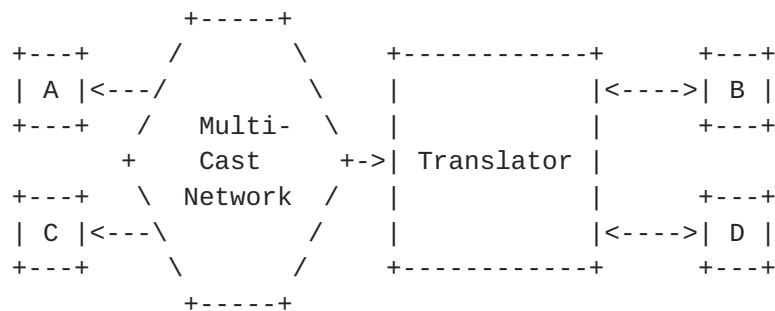 A
B
Multi-
Cast
Network
Translator
C
D